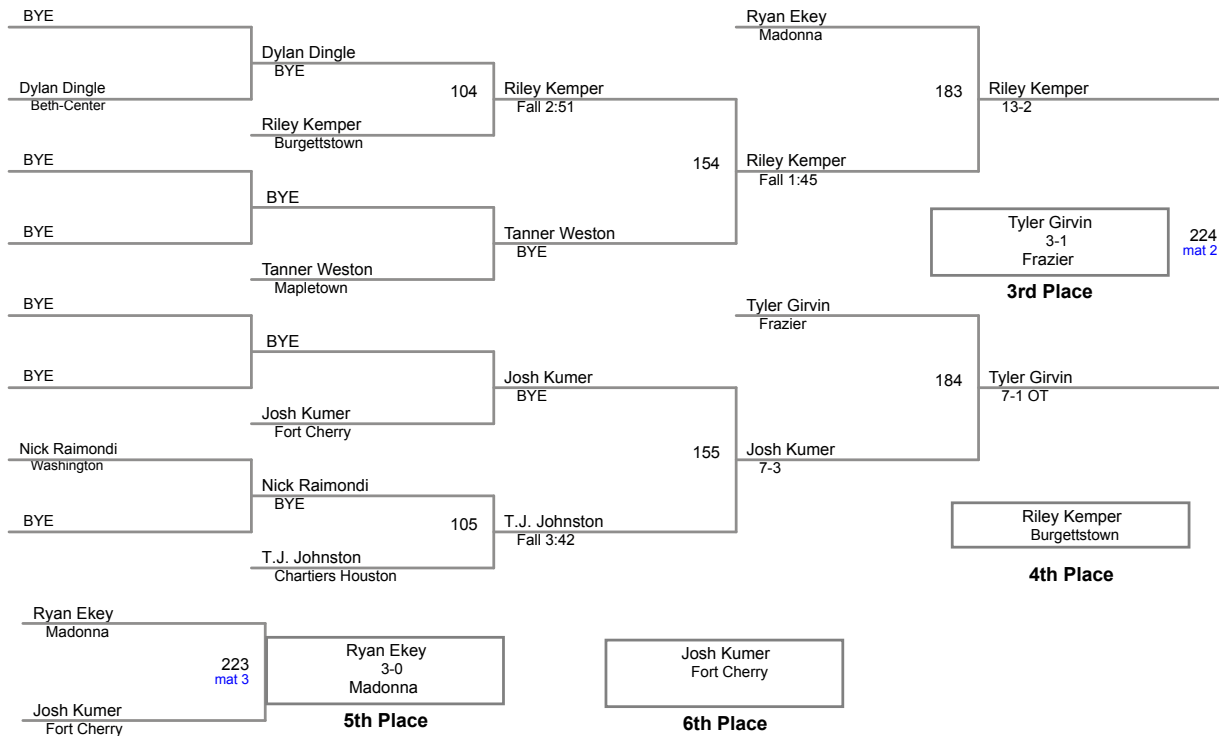 BYE
Dylan Dingle
Beth-Center
BYE
BYE
BYE
BYE
Nick Raimondi
Washington
BYE
Dylan Dingle
BYE
104
Riley Kemper
Burgettstown
BYE
Tanner Weston
Mapletown
BYE
Josh Kumer
Fort Cherry
Nick Raimondi
BYE
105
T.J. Johnston
Chartiers Houston
Riley Kemper
Fall 2:51
154
Tanner Weston
BYE
Josh Kumer
BYE
155
T.J. Johnston
Fall 3:42
Ryan Ekey
Madonna
183
Riley Kemper
Fall 1:45
Tyler Girvin
Frazier
184
Josh Kumer
7-3
Riley Kemper
13-2
Tyler Girvin
3-1
Frazier
224
mat 2
3rd Place
Tyler Girvin
7-1 OT
Riley Kemper
Burgettstown
4th Place
Ryan Ekey
Madonna
223
mat 3
Josh Kumer
Fort Cherry
Ryan Ekey
3-0
Madonna
5th Place
Josh Kumer
Fort Cherry
6th Place